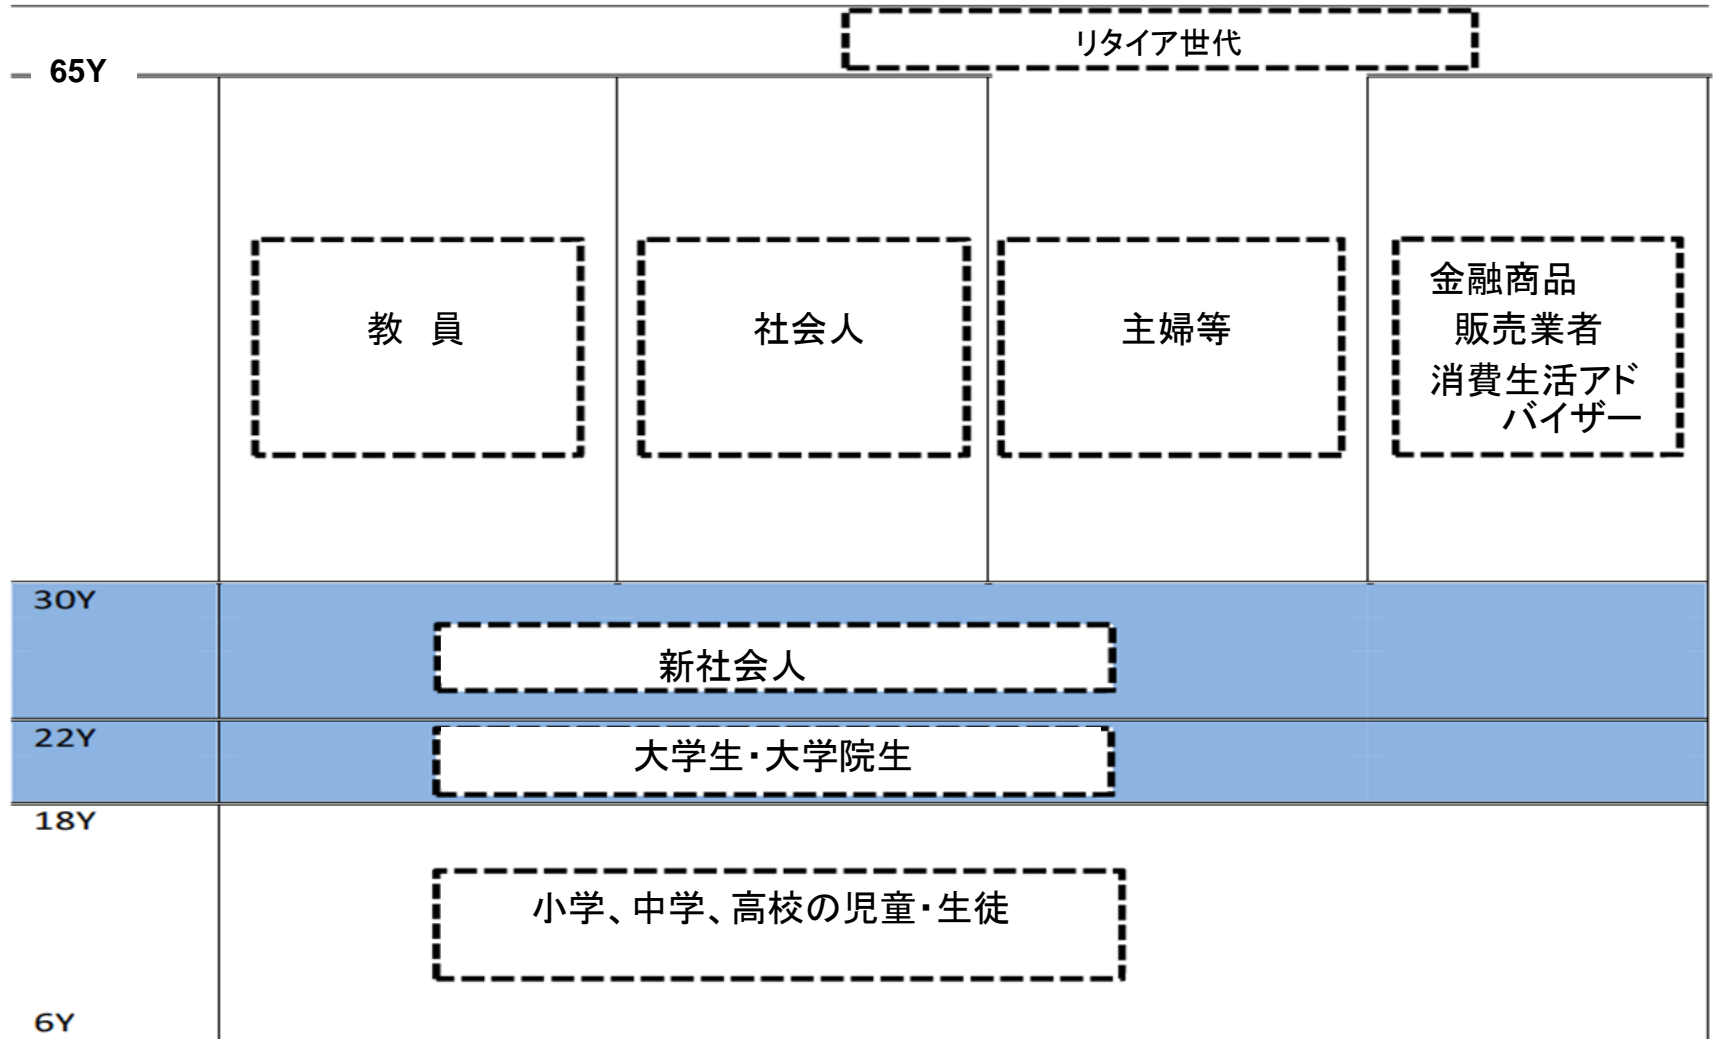 リタイア世代
65Y
教　員
社会人
主婦等
金融商品
販売業者
消費生活アド
バイザー
30Y
新社会人
22Y
大学生・大学院生
18Y
小学、中学、高校の児童・生徒
6Y